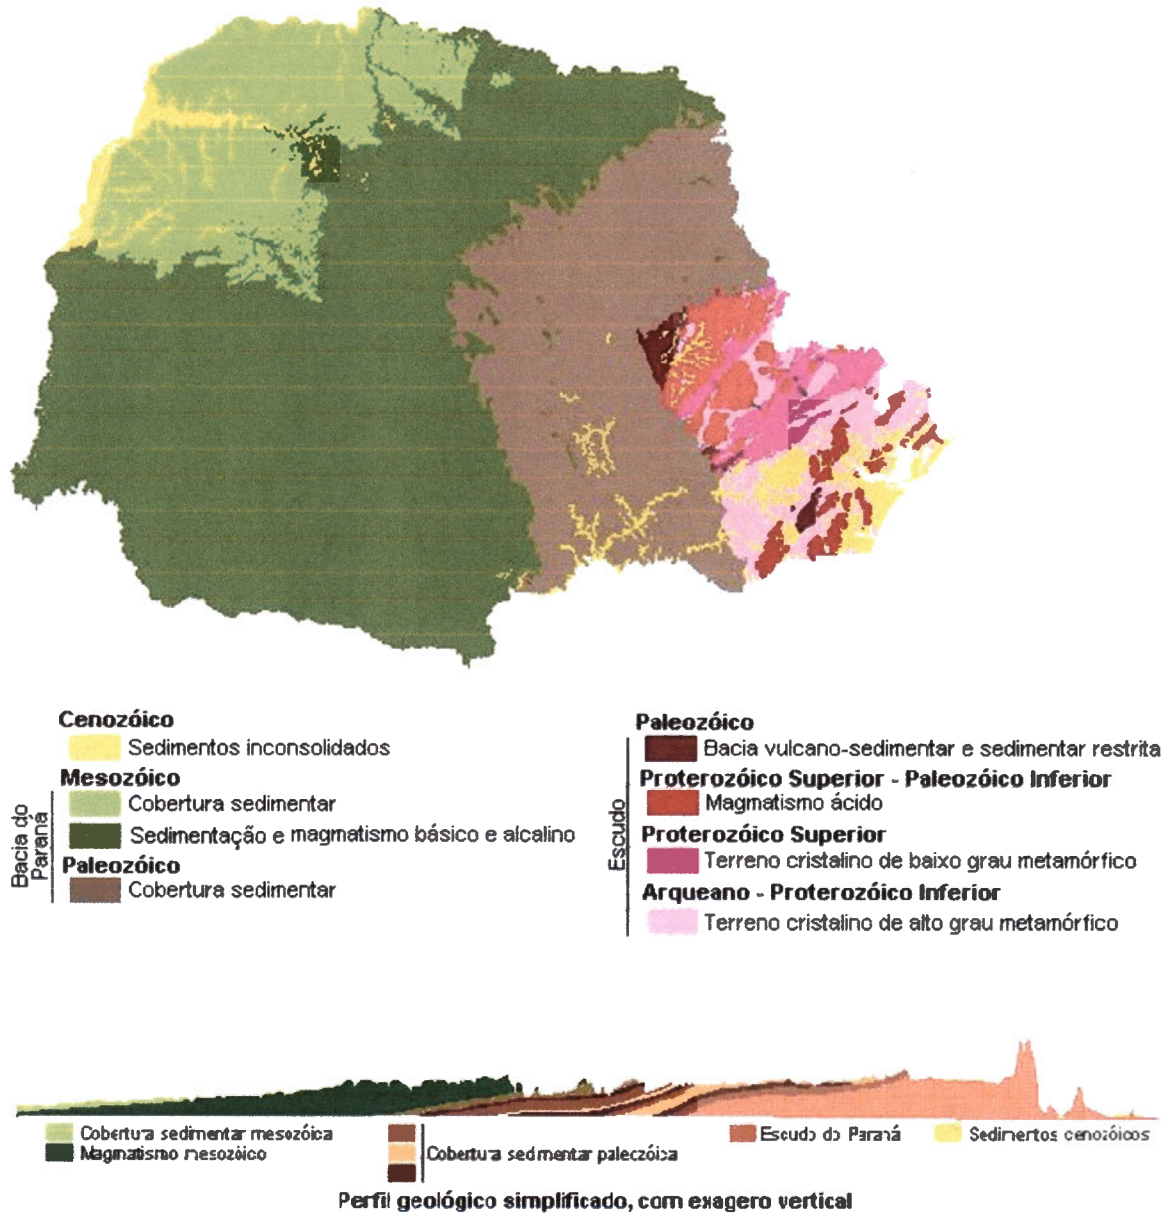 Cenozóico
Sedimentos inconsolidados
Mesozóico
Cobertura sedimentar
Sedimentação e magmatismo básico e alcalino
Paleozóico
Cobertura sedimentar
Bacia do
Paraná
Paleozóico
Bacia vulcano-sedimentar e sedimentar restrita
Proterozóico Superior - Paleozóico Inferior
Magmatismo ácido
Proterozóico Superior
Terreno cristalino de baixo grau metamórfico
Arqueano - Proterozóico Inferior
Terreno cristalino de alto grau metamórfico
Escudo
Cobertura sedimentar mesozóica
Magmatismo mesozóico
Cobertura sedimentar paleozóica
Escudo do Paraná
Sedimentos cenozóicos
Perfil geológico simplificado, com exagero vertical